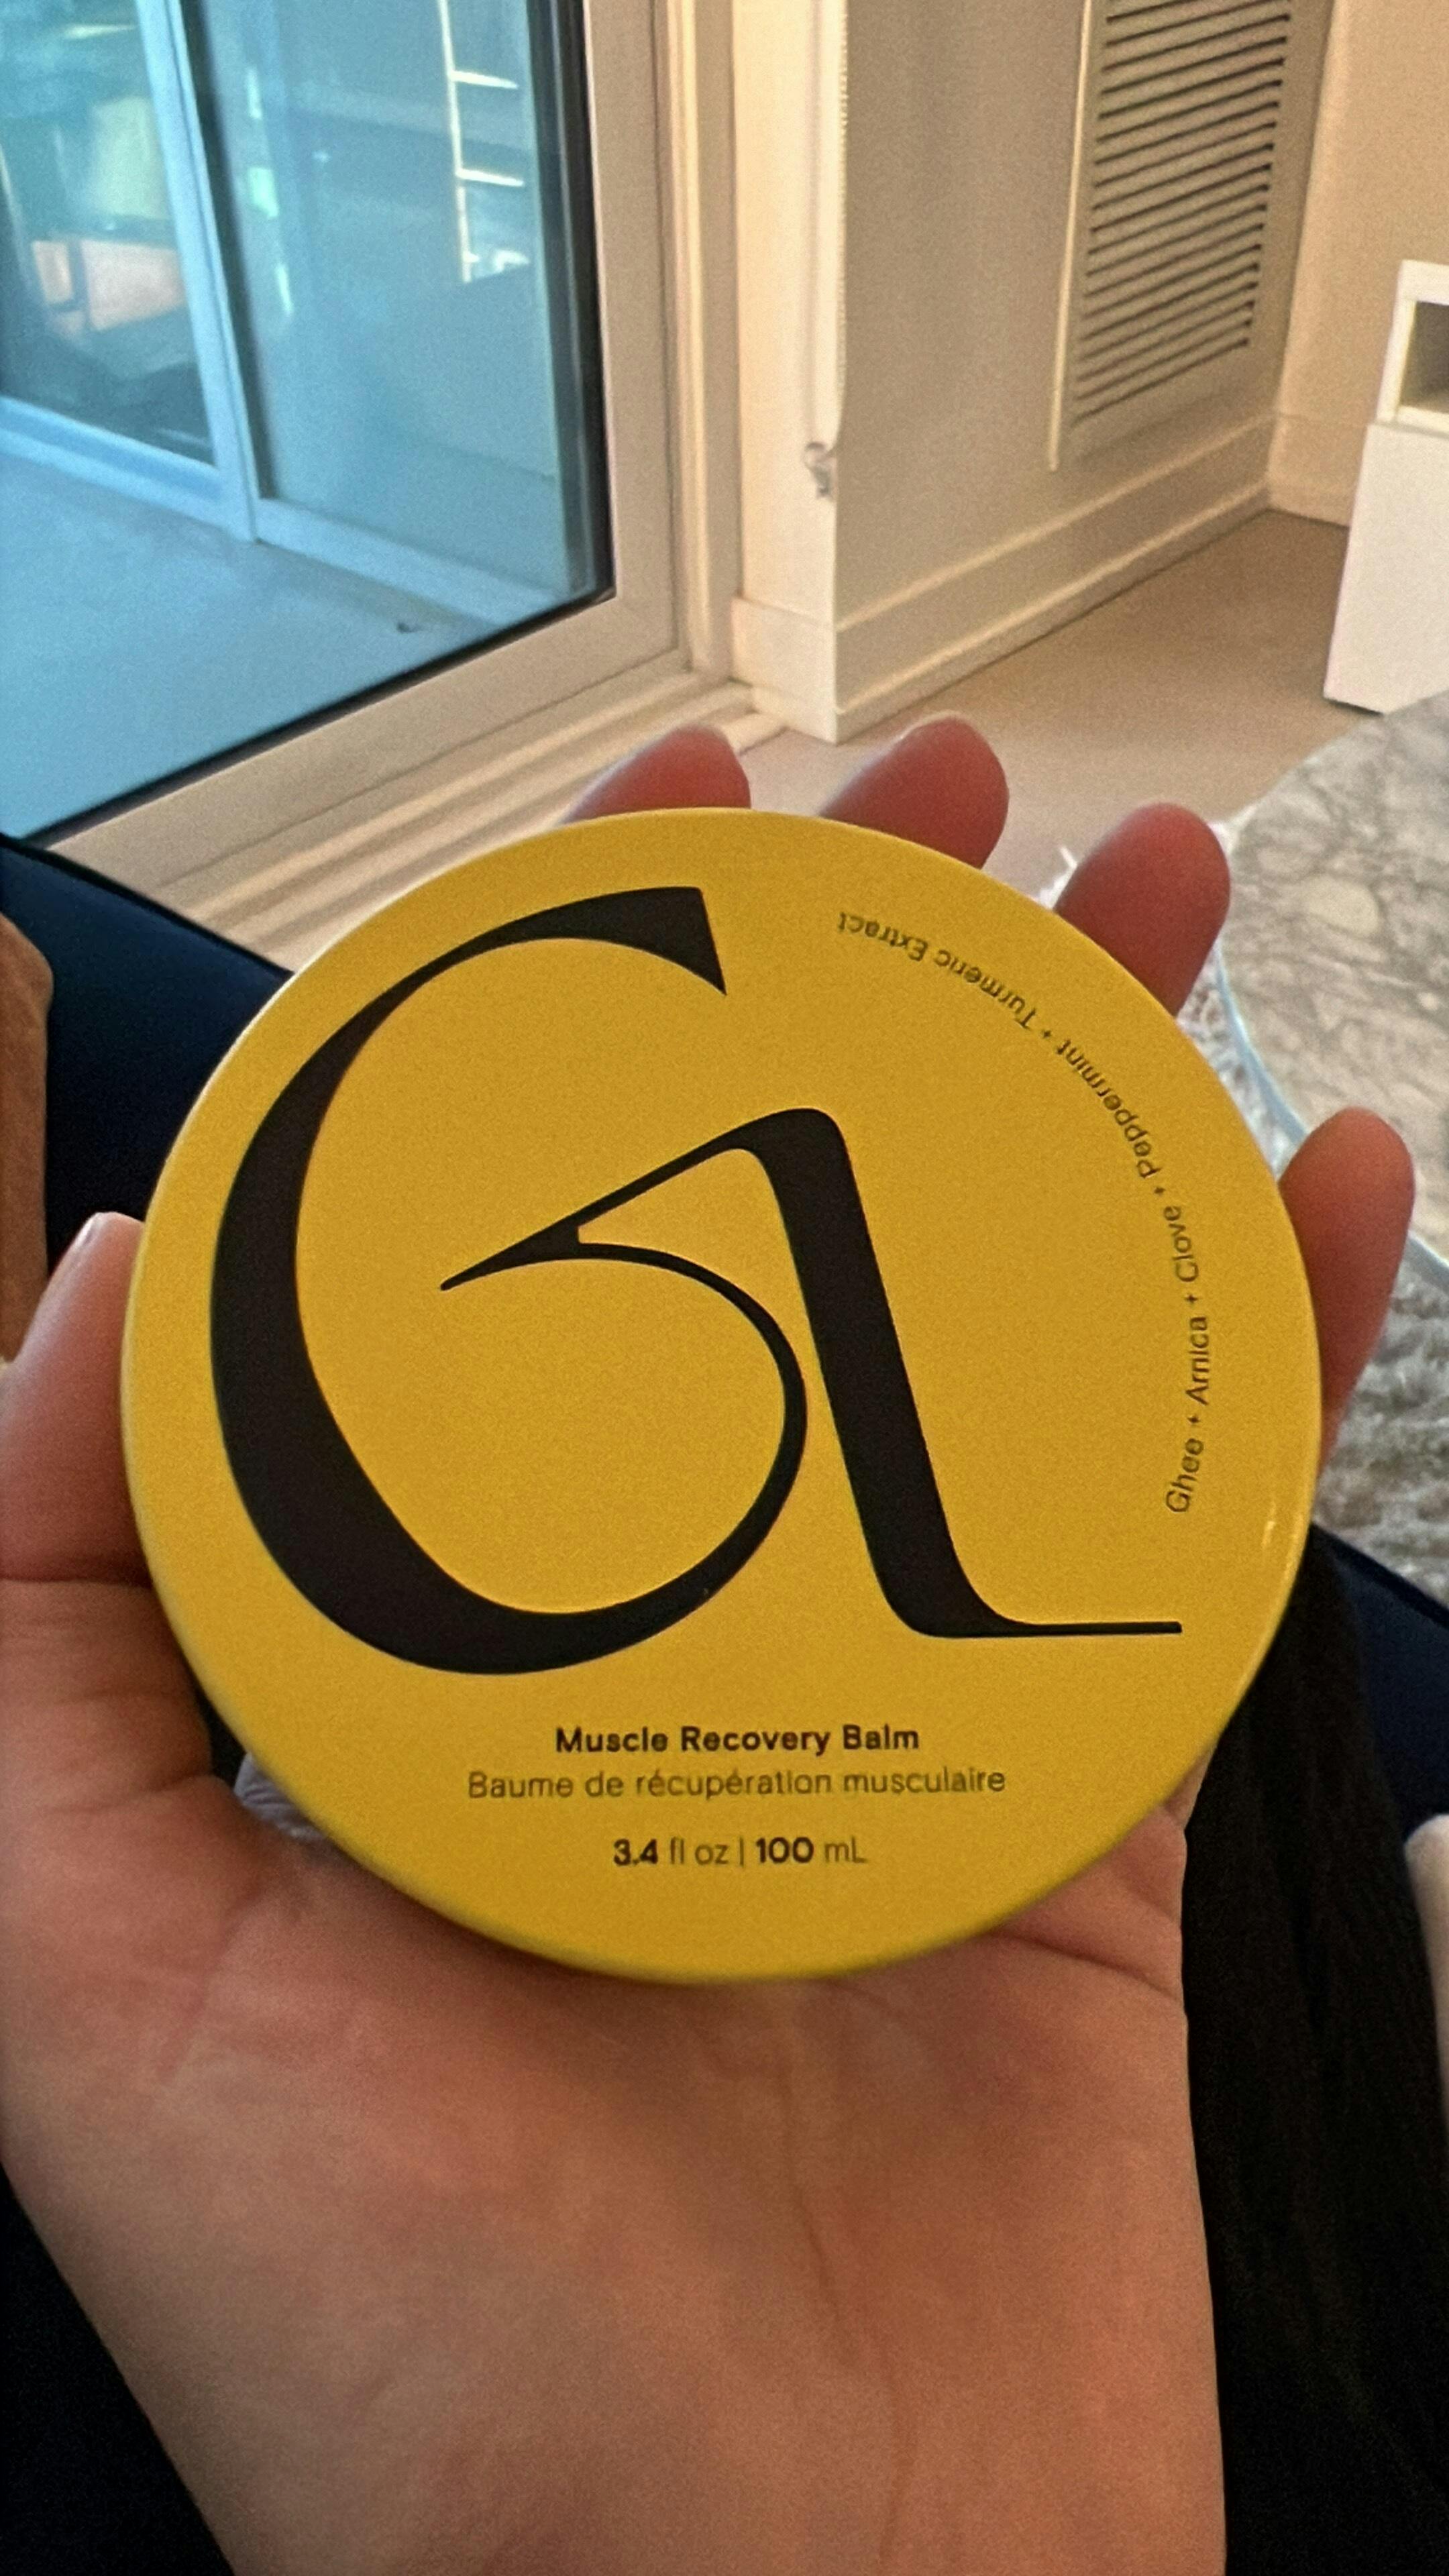 Ghee + Arnica + Clove + Peppermint + Turmeric Extract
Muscle Recovery Balm
Baume de récupération musculaire
3.4 fl oz | 100 mL